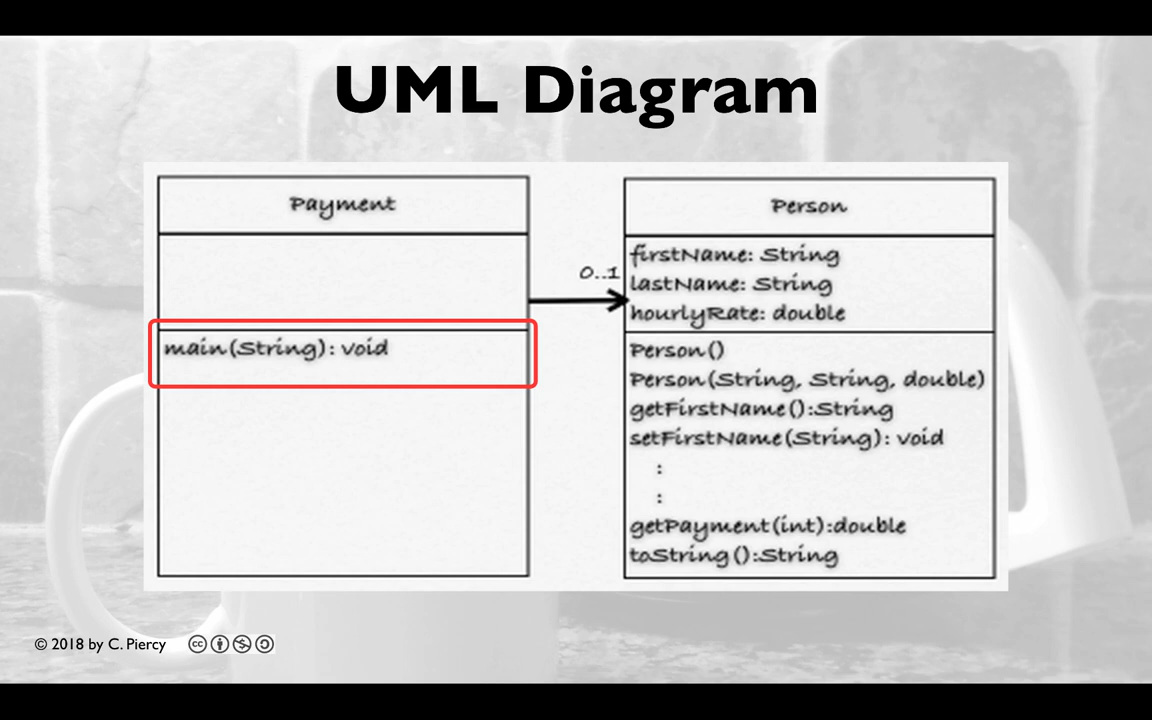 UML Diagram
Payment
main(String): void
0..1
Person
firstName: String
lastName: String
hourlyRate: double
Person()
Person(String, String, double)
getFirstName():String
setFirstName(String): void
:
:
getPayment(int):double
toString():String
© 2018 by C. Piercy
cc